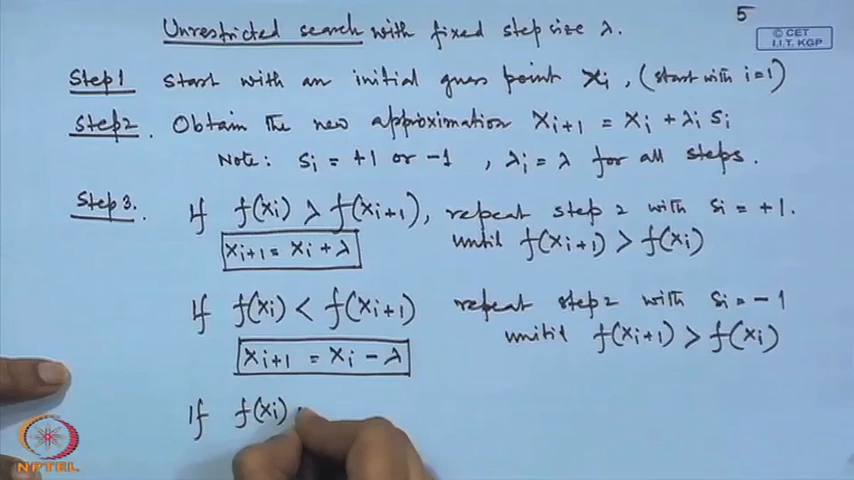 5
© CET
I.I.T. KGP
Unrestricted search with fixed step size λ.
Step 1 start with an initial guess point xi, (start with i=1)
Step 2. Obtain the new approximation Xi+1 = Xi + λi Si
Note: Si = +1 or -1 , λi = λ for all steps.
Step 3. If f(xi) > f(xi+1), repeat step 2 with Si = +1.
Xi+1 = Xi + λ until f(xi+1) > f(xi)
If f(xi) < f(xi+1) repeat step 2 with Si = -1
Xi+1 = Xi - λ unitil f(xi+1) > f(xi)
If f(xi)
NPTEL